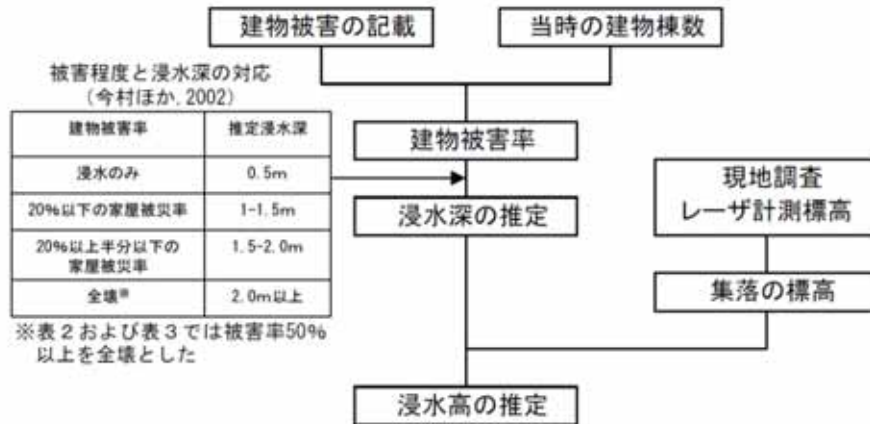 建物被害の記載
当時の建物棟数
被害程度と浸水深の対応
(今村ほか, 2002)
建物被害率
推定浸水深
浸水のみ
0.5m
20%以下の家屋被災率
1-1.5m
20%以上半分以下の
家屋被災率
1.5-2.0m
全壊※
2.0m以上
※表２および表３では被害率50%
以上を全壊とした
建物被害率
浸水深の推定
現地調査
レーザ計測標高
集落の標高
浸水高の推定